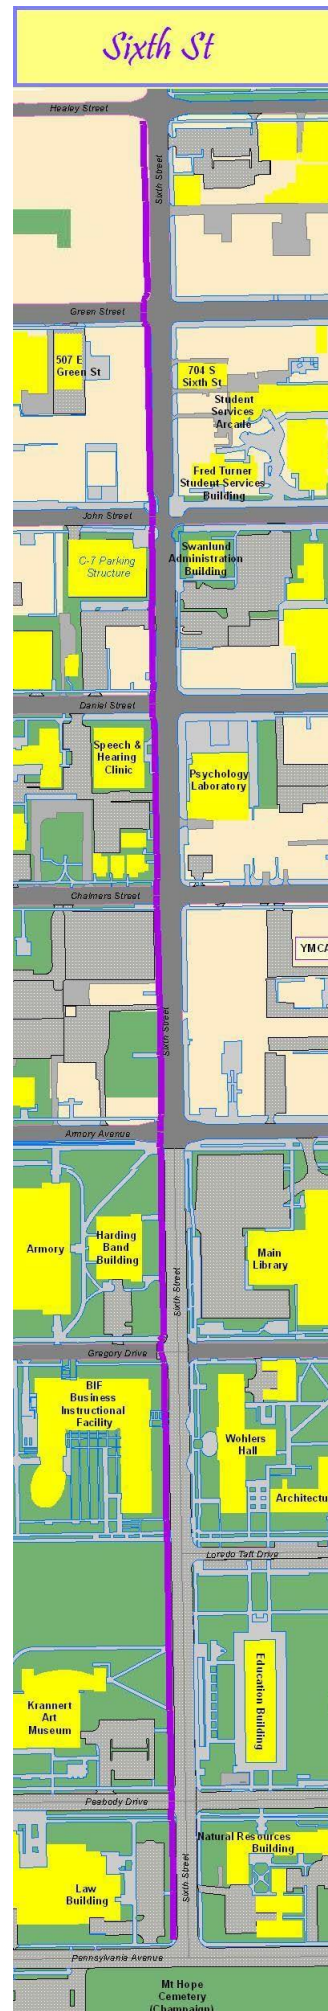 Sixth St
Healey Street
Sixth Street
Green Street
507 E
Green St
704 S
Sixth St
Student
Services
Arcade
Fred Turner
Student Services
Building
John Street
C-7 Parking
Structure
Swanlund
Administration
Building
Daniel Street
Speech &
Hearing
Clinic
Psychology
Laboratory
Chalmers Street
YMCA
Sixth Street
Armory Avenue
Armory
Harding
Band
Building
Main
Library
Sixth Street
Gregory Drive
BIF
Business
Instructional
Facility
Wohlers
Hall
Architectu
Loredo Taft Drive
Education Building
Krannert
Art
Museum
Peabody Drive
Natural Resources
Building
Law
Building
Sixth Street
Pennsylvania Avenue
Mt Hope
Cemetery
(Champaign)